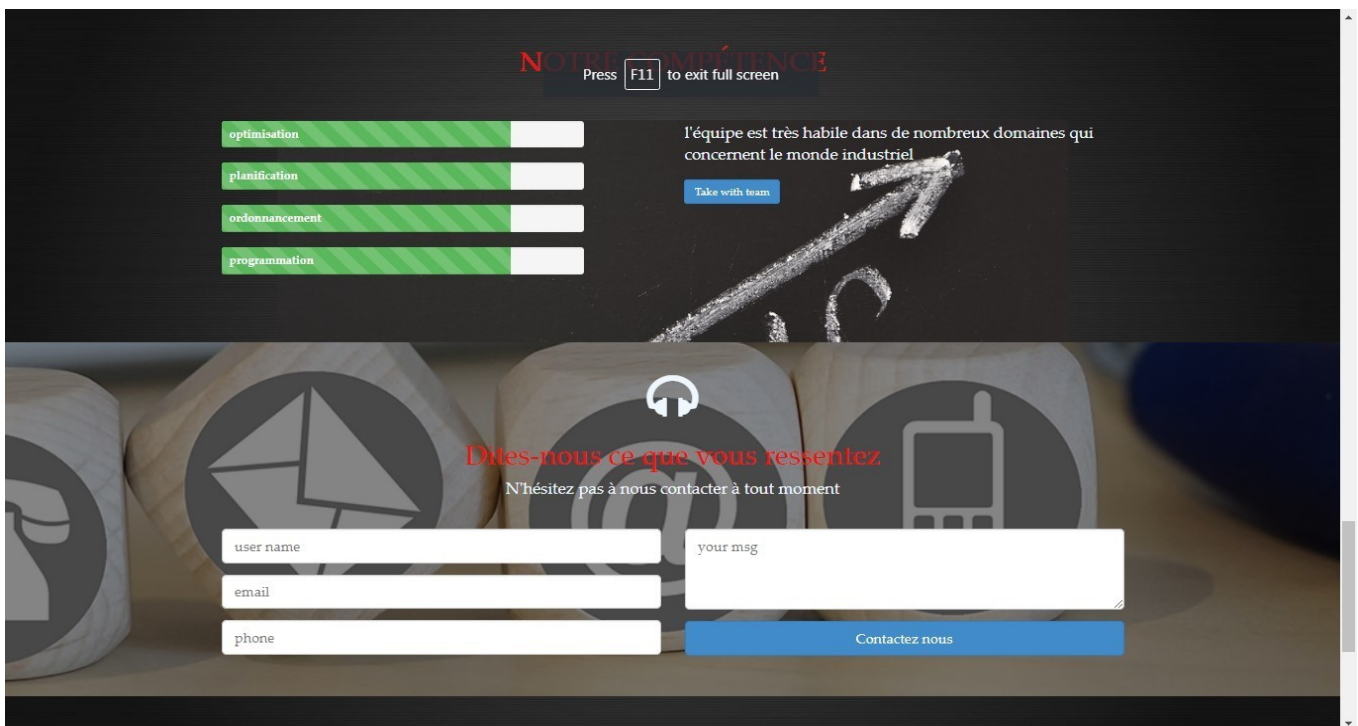 NOTRE COMPÉTENCE
Press F11 to exit full screen
optimisation
planification
ordonnancement
programmation
l'équipe est très habile dans de nombreux domaines qui
concernent le monde industriel
Take with team
Dites-nous ce que vous ressentez
N'hésitez pas à nous contacter à tout moment
@
user name
email
phone
your msg
Contactez nous